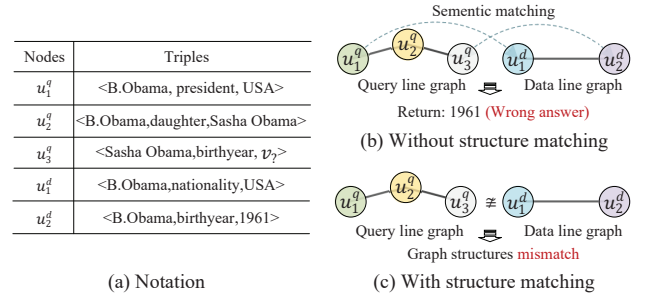 Nodes Triples
u₁^q <B.Obama, president, USA>
u₂^q <B.Obama,daughter,Sasha Obama>
u₃^q <Sasha Obama,birthyear, v?>
u₁^d <B.Obama,nationality,USA>
u₂^d <B.Obama,birthyear,1961>
(a) Notation
Sementic matching
u₁^q u₂^q u₃^q u₁^d u₂^d
Query line graph Data line graph
Return: 1961 (Wrong answer)
(b) Without structure matching
u₁^q u₂^q u₃^q ≇ u₁^d u₂^d
Query line graph Data line graph
Graph structures mismatch
(c) With structure matching